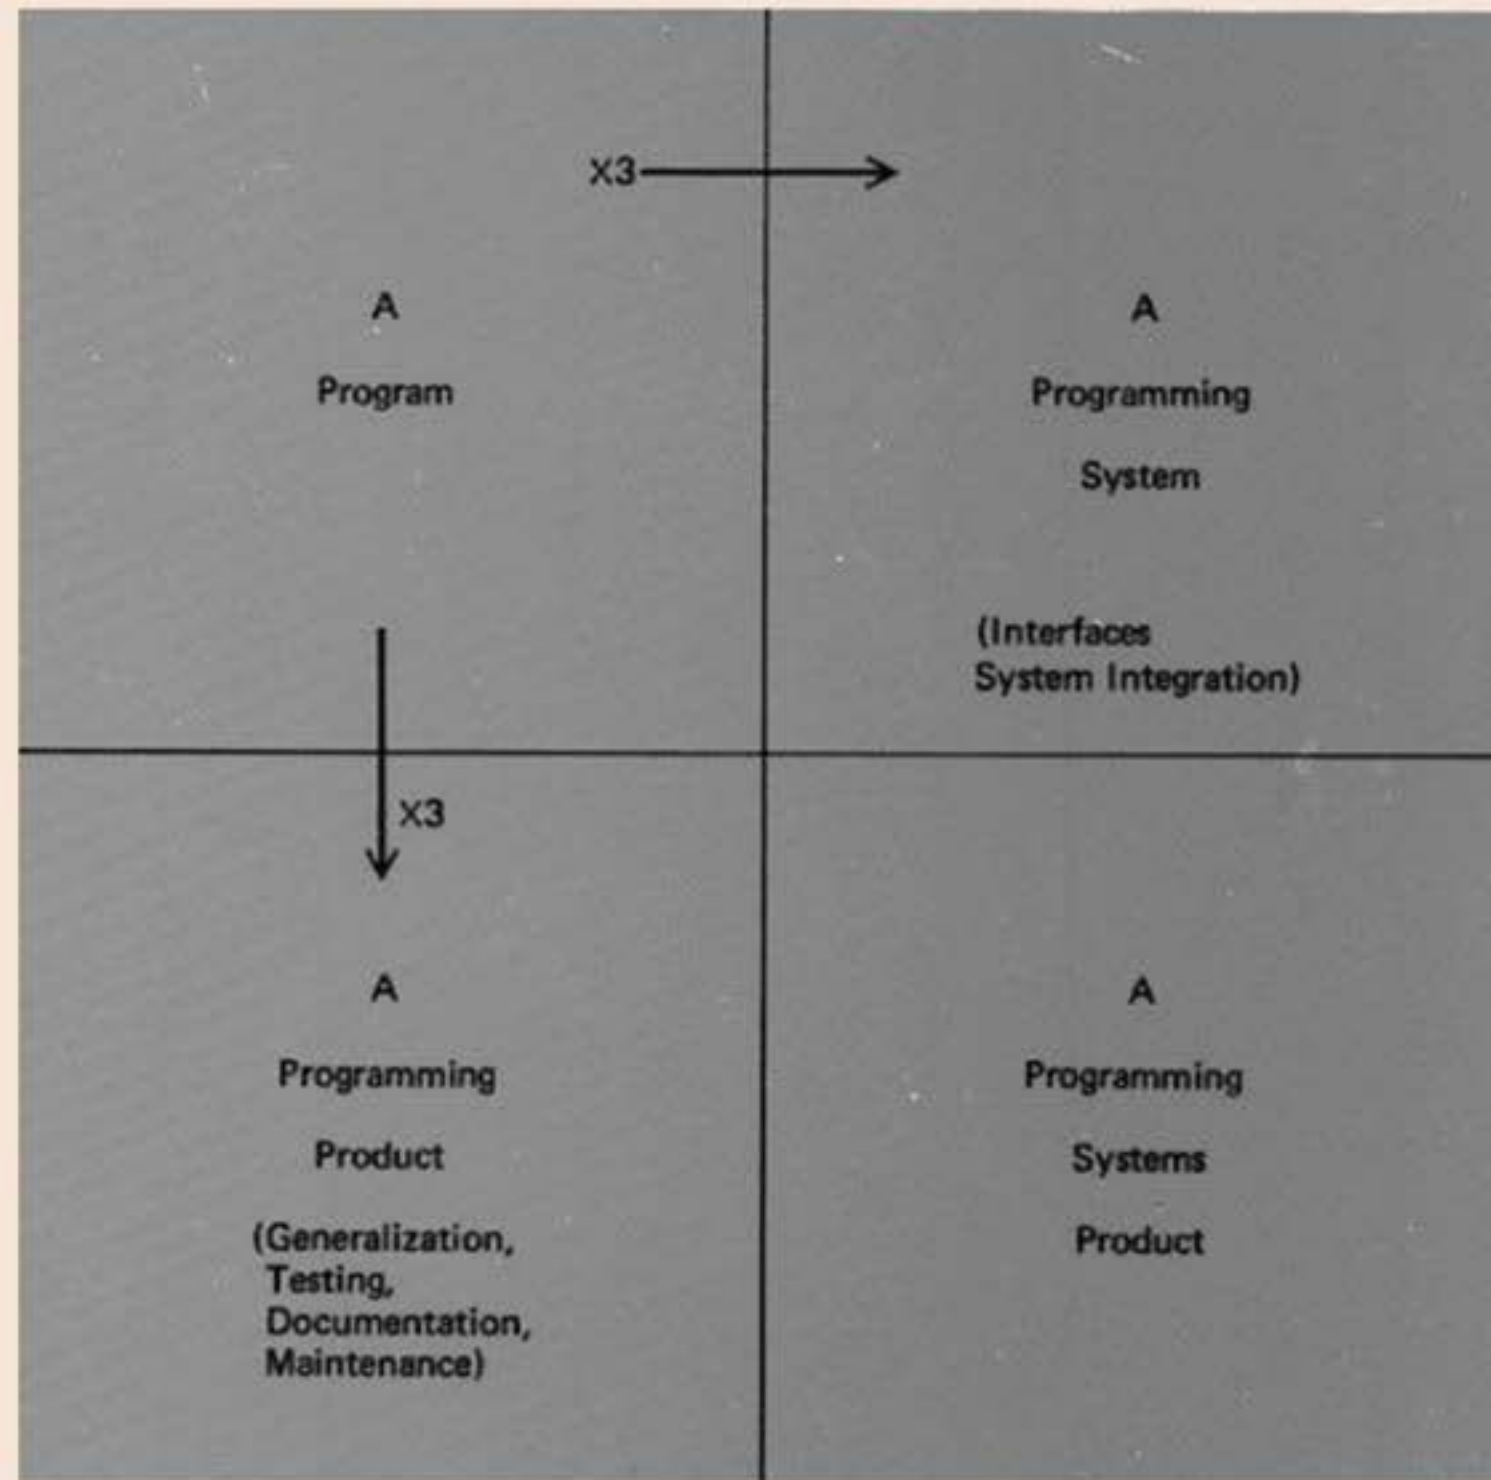 X3
A
Program
A
Programming
System
(Interfaces
System Integration)
X3
A
Programming
Product
(Generalization,
Testing,
Documentation,
Maintenance)
A
Programming
Systems
Product